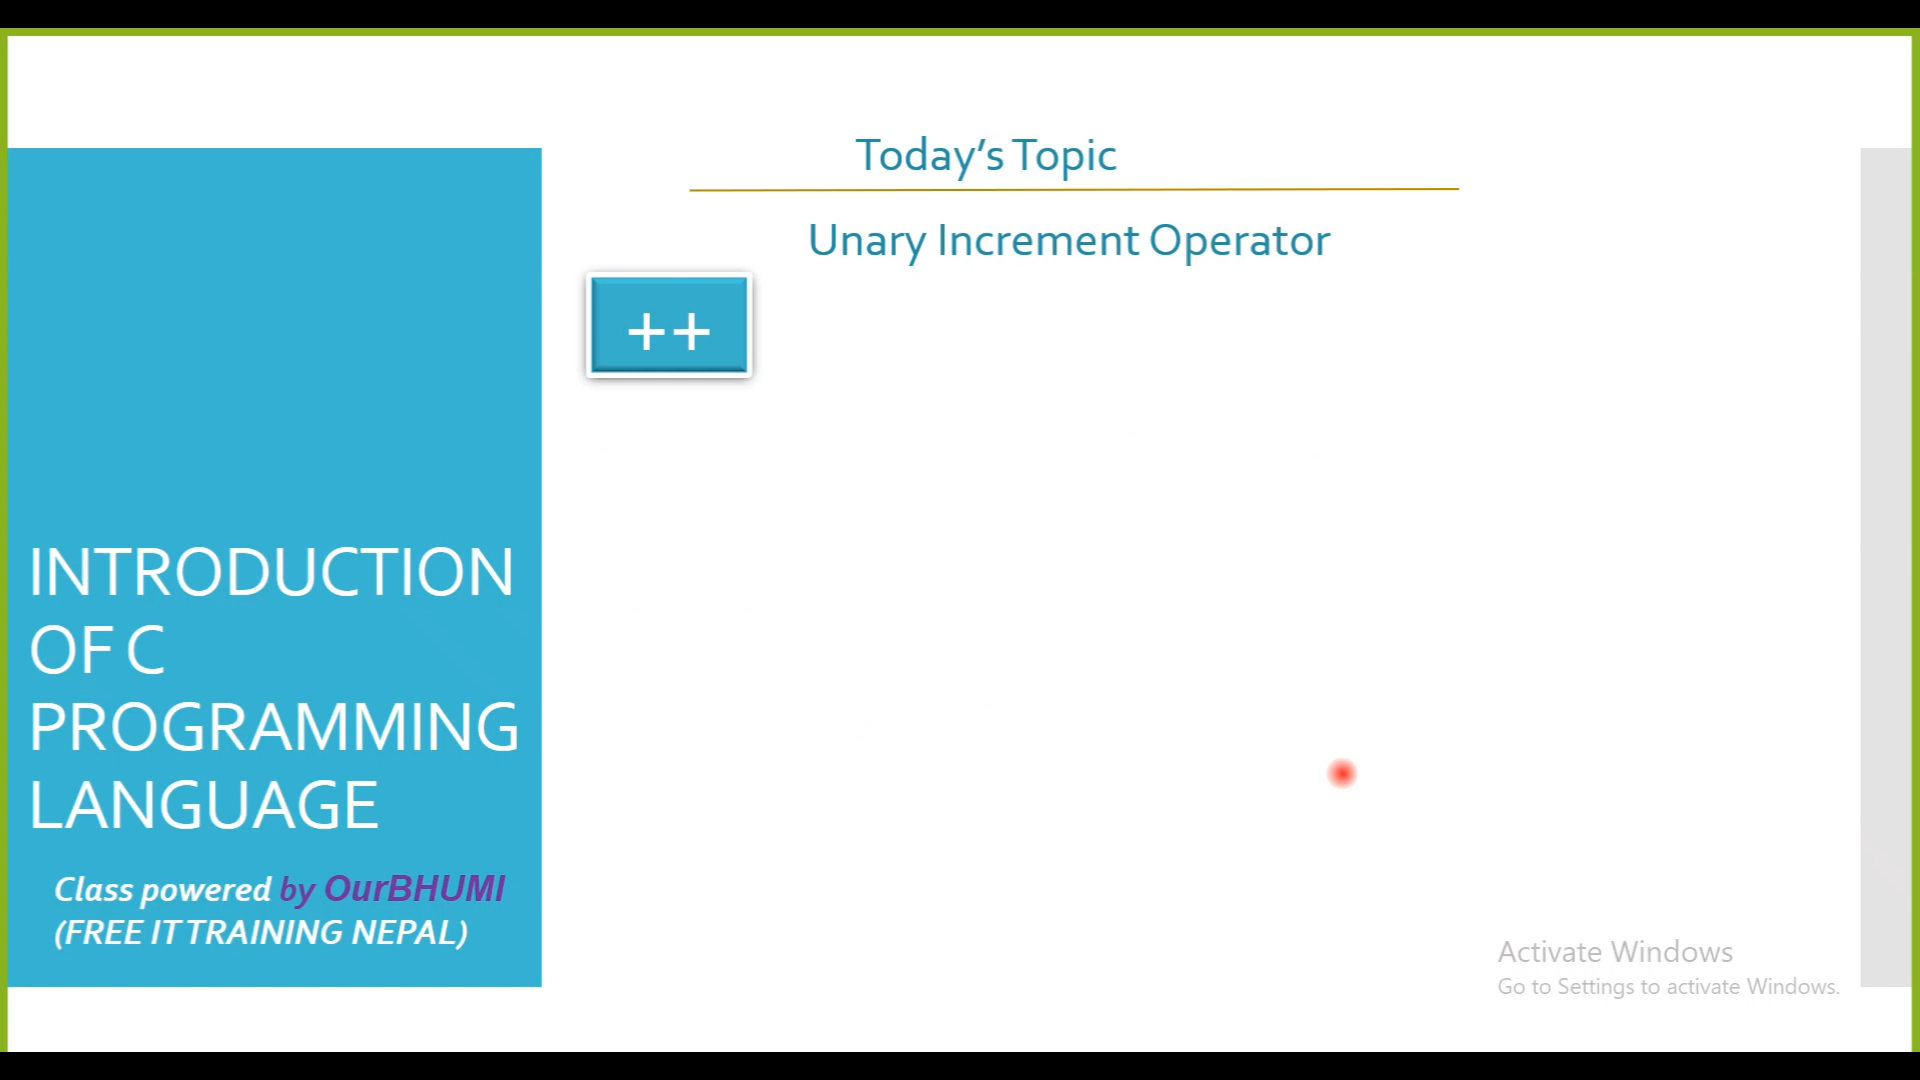 Today's Topic
Unary Increment Operator
++
INTRODUCTION
OF C
PROGRAMMING
LANGUAGE
Class powered by OurBHUMI
(FREE IT TRAINING NEPAL)
Activate Windows
Go to Settings to activate Windows.